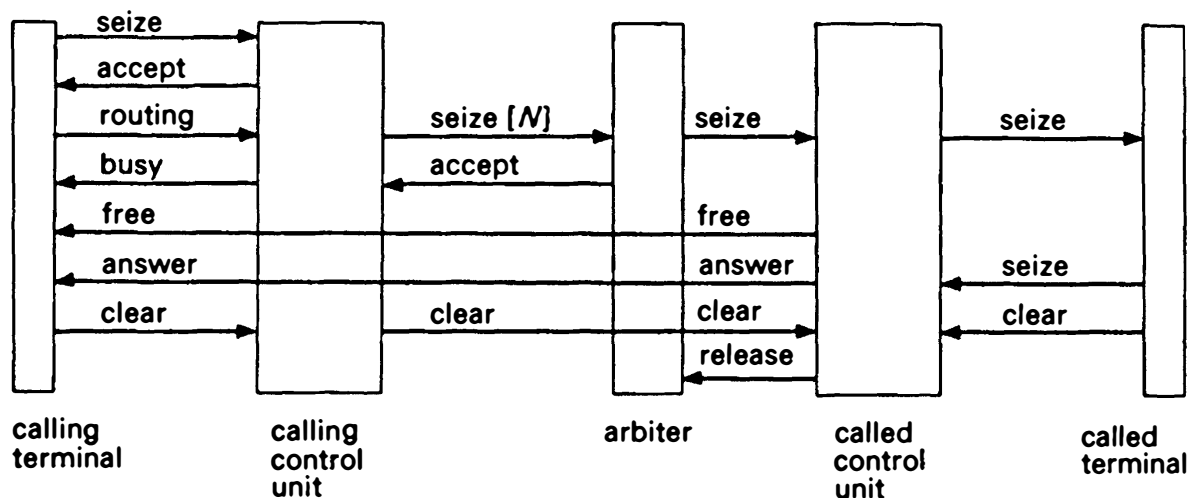 seize
accept
routing seize [N] seize seize
busy accept
free free
answer answer seize
clear clear clear clear
release
calling terminal
calling control unit
arbiter
called control unit
called terminal